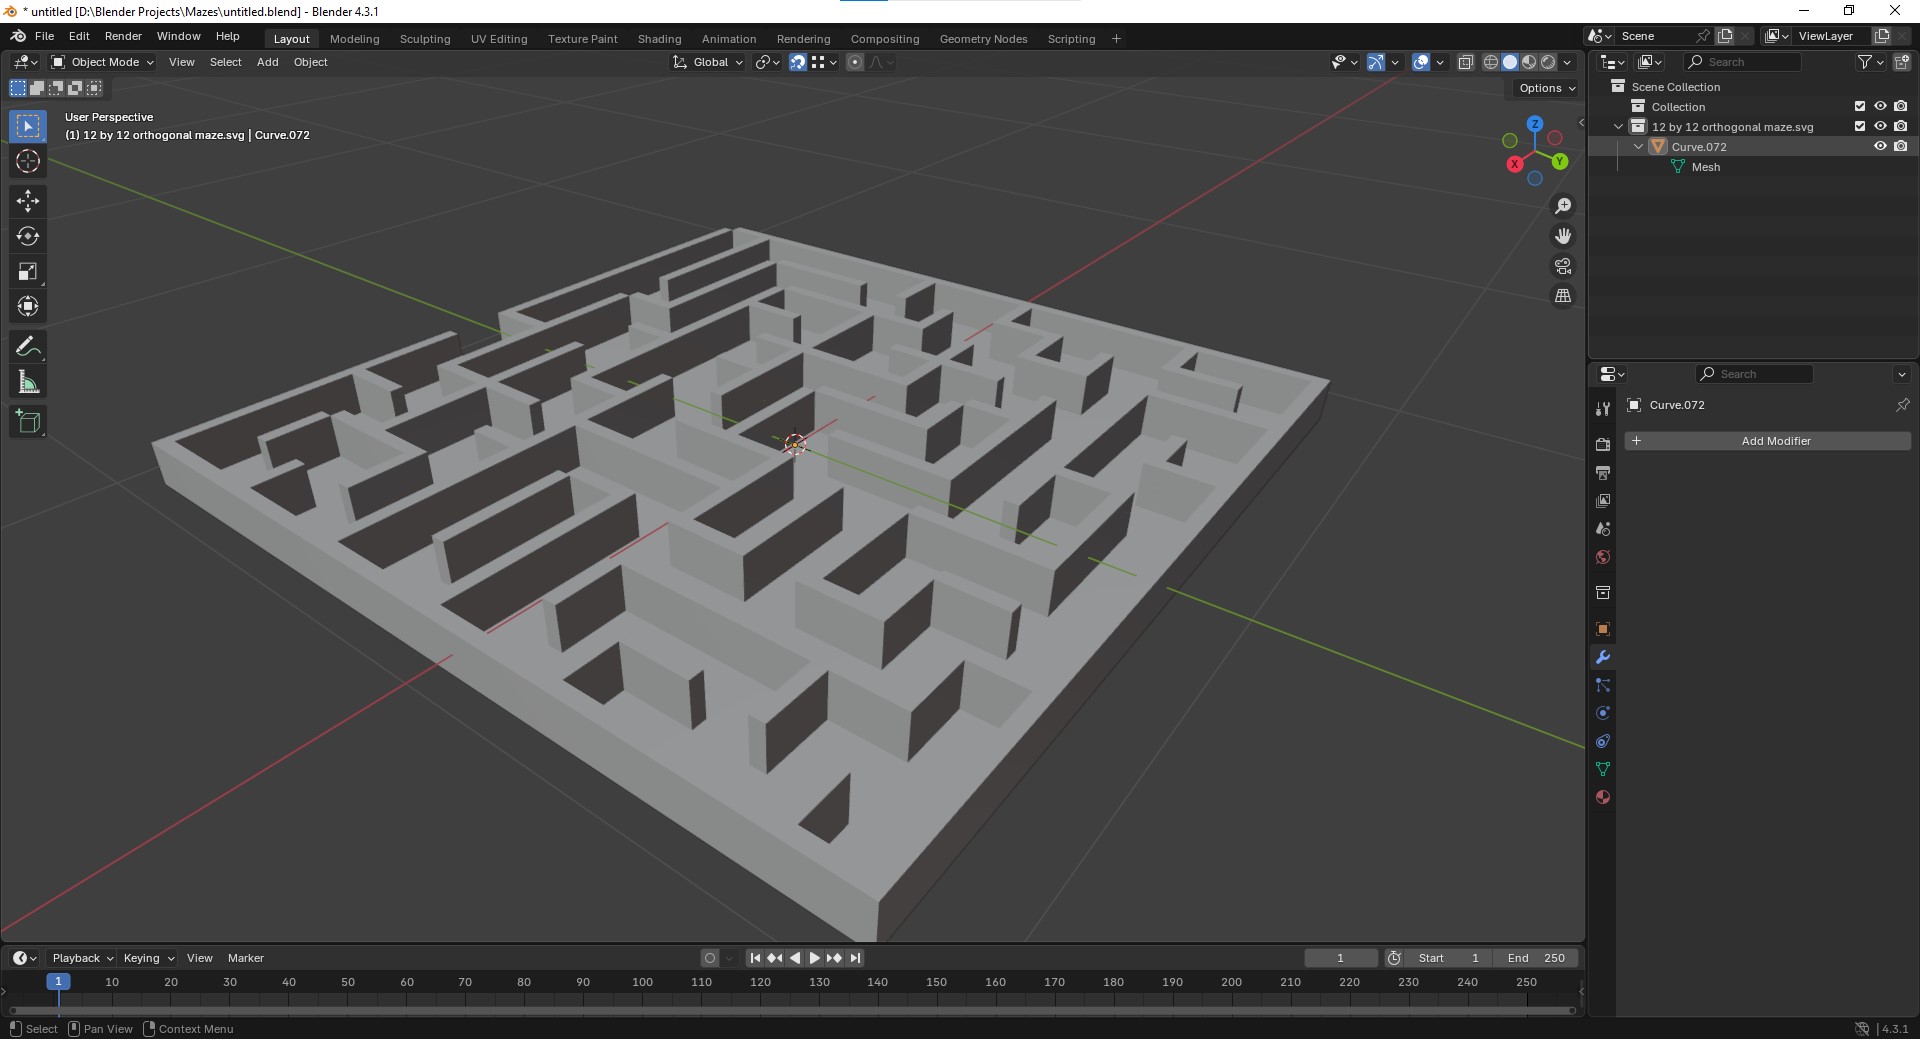 * untitled [D:\Blender Projects\Mazes\untitled.blend] - Blender 4.3.1
File Edit Render Window Help Layout Modeling Sculpting UV Editing Texture Paint Shading Animation Rendering Compositing Geometry Nodes Scripting + Scene ViewLayer
Object Mode View Select Add Object Global Search
Options
Scene Collection
Collection
12 by 12 orthogonal maze.svg
Curve.072
Mesh
User Perspective
(1) 12 by 12 orthogonal maze.svg | Curve.072
Z
X
Y
Search
Curve.072
+ Add Modifier
Playback Keying View Marker 1 Start 1 End 250
1 10 20 30 40 50 60 70 80 90 100 110 120 130 140 150 160 170 180 190 200 210 220 230 240 250
Select Pan View Context Menu 4.3.1